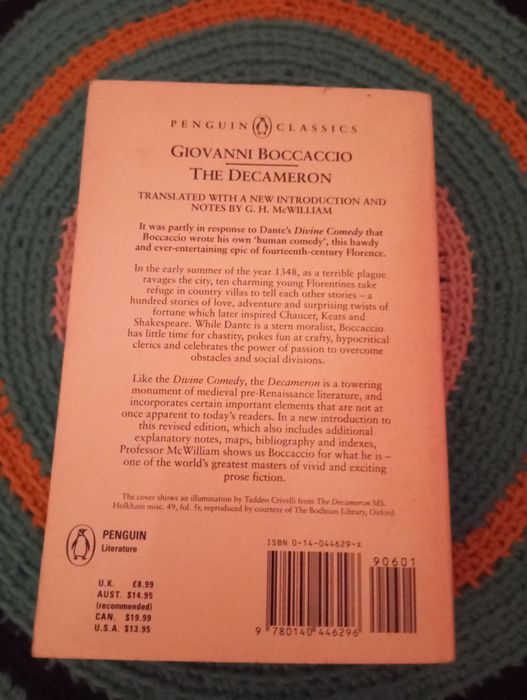 PENGUIN CLASSICS
GIOVANNI BOCCACCIO
THE DECAMERON
TRANSLATED WITH A NEW INTRODUCTION AND
NOTES BY G. H. McWILLIAM
It was partly in response to Dante's Divine Comedy that
Boccaccio wrote his own 'human comedy', this bawdy
and ever-entertaining epic of fourteenth-century Florence.
In the early summer of the year 1348, as a terrible plague
ravages the city, ten charming young Florentines take
refuge in country villas to tell each other stories – a
hundred stories of love, adventure and surprising twists of
fortune which later inspired Chaucer, Keats and
Shakespeare. While Dante is a stern moralist, Boccaccio
has little time for chastity, pokes fun at crafty, hypocritical
clerics and celebrates the power of passion to overcome
obstacles and social divisions.
Like the Divine Comedy, the Decameron is a towering
monument of medieval pre-Renaissance literature, and
incorporates certain important elements that are not at
once apparent to today's readers. In a new introduction to
this revised edition, which also includes additional
explanatory notes, maps, bibliography and indexes,
Professor McWilliam shows us Boccaccio for what he is –
one of the world's greatest masters of vivid and exciting
prose fiction.
The cover shows an illumination by Taddeo Crivelli from The Decameron MS.
Holkham misc. 49, fol. 5r, reproduced by courtesy of The Bodleian Library, Oxford
PENGUIN
Literature
U.K. £8.99
AUST. $14.95
(recommended)
CAN. $19.99
U.S.A. $13.95
ISBN 0-14-044629-X
90601
9 780140 446296